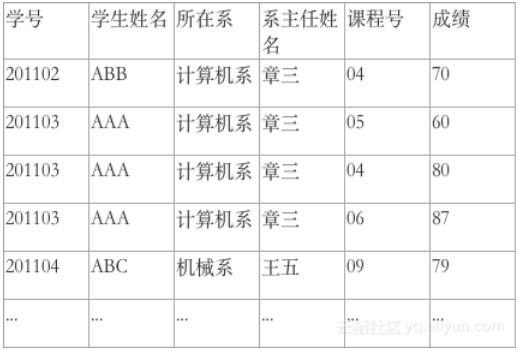 学号 学生姓名 所在系 系主任姓名 课程号 成绩
201102 ABB 计算机系 章三 04 70
201103 AAA 计算机系 章三 05 60
201103 AAA 计算机系 章三 04 80
201103 AAA 计算机系 章三 06 87
201104 ABC 机械系 王五 09 79
... ... ... ... ... ...
云栖社区 yq.aliyun.com